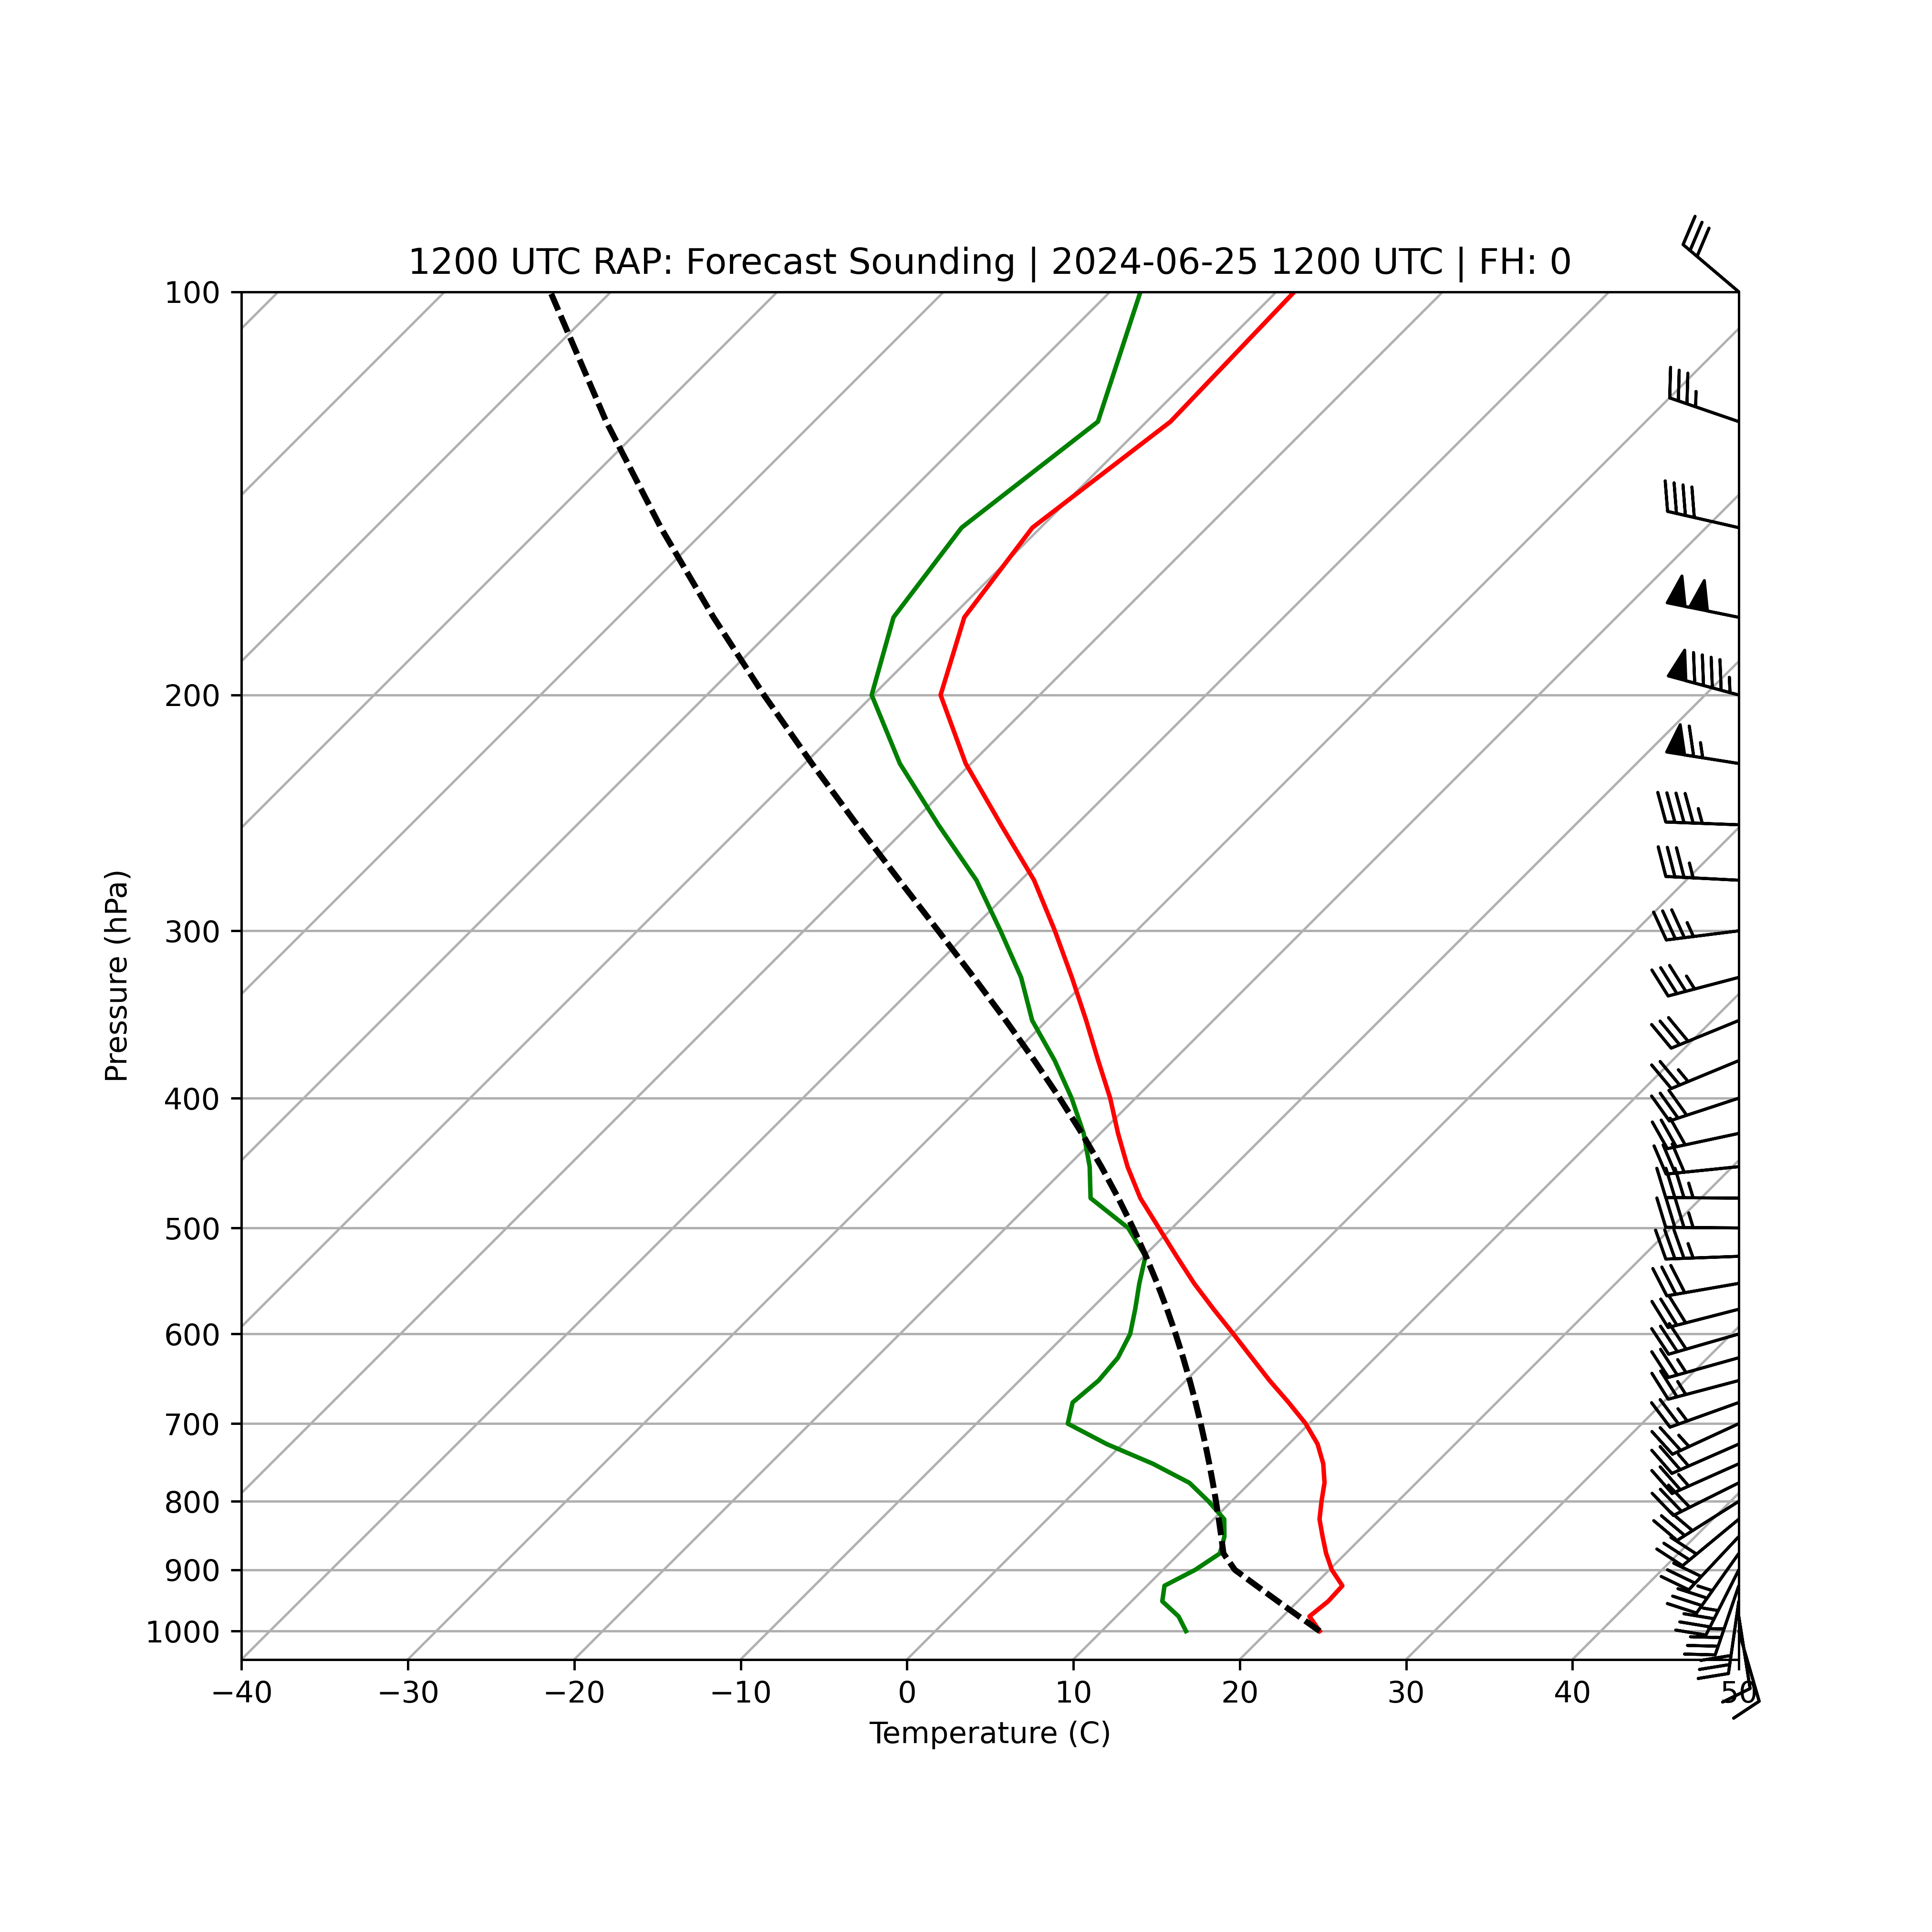 1200 UTC RAP: Forecast Sounding | 2024-06-25 1200 UTC | FH: 0
100
200
300
400
500
600
700
800
900
1000
Pressure (hPa)
−40 −30 −20 −10 0 10 20 30 40 50
Temperature (C)